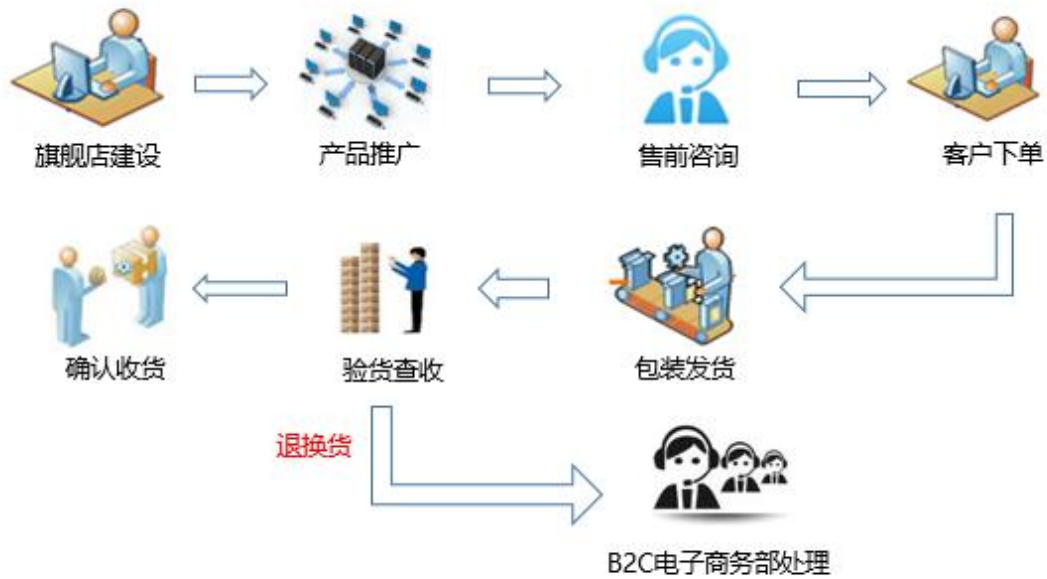 旗舰店建设
产品推广
售前咨询
客户下单
确认收货
验货查收
包装发货
退换货
B2C电子商务部处理